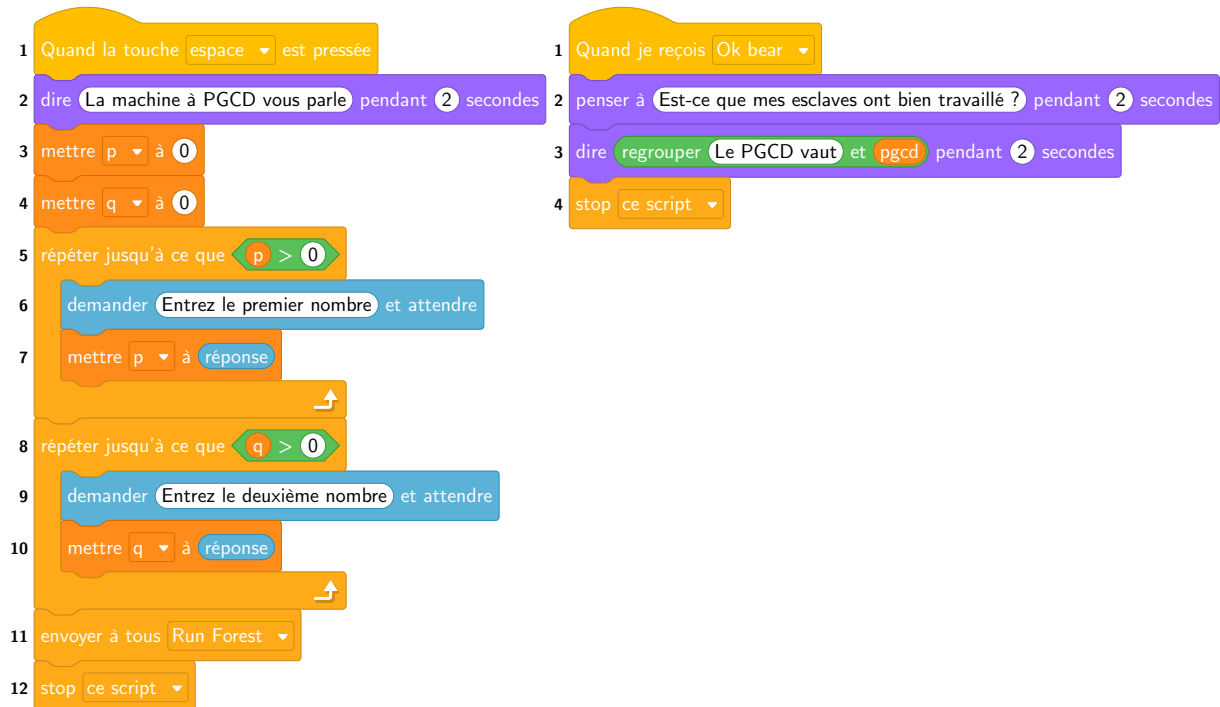 1 Quand la touche espace est pressée
2 dire La machine à PGCD vous parle pendant 2 secondes
3 mettre p à 0
4 mettre q à 0
5 répéter jusqu'à ce que p > 0
6 demander Entrez le premier nombre et attendre
7 mettre p à réponse
8 répéter jusqu'à ce que q > 0
9 demander Entrez le deuxième nombre et attendre
10 mettre q à réponse
11 envoyer à tous Run Forest
12 stop ce script
1 Quand je reçois Ok bear
2 penser à Est-ce que mes esclaves ont bien travaillé ? pendant 2 secondes
3 dire regrouper Le PGCD vaut et pgcd pendant 2 secondes
4 stop ce script